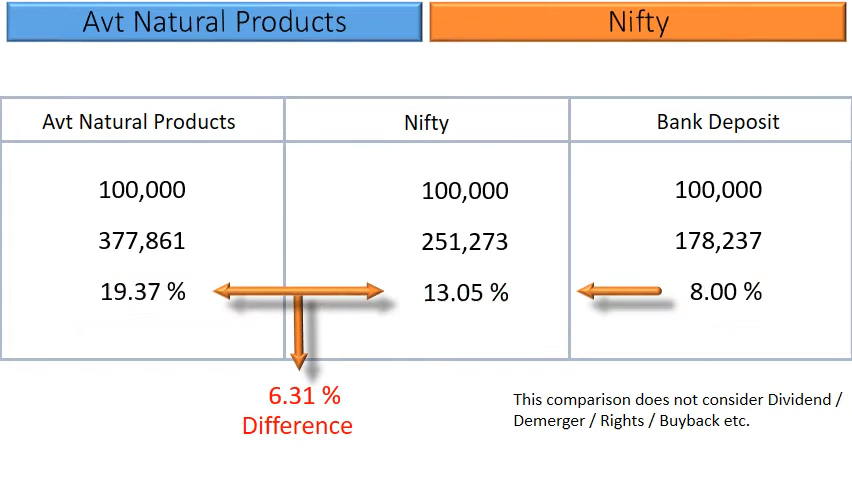 Avt Natural Products Nifty
Avt Natural Products Nifty Bank Deposit
100,000 100,000 100,000
377,861 251,273 178,237
19.37 % 13.05 % 8.00 %
6.31 %
Difference
This comparison does not consider Dividend /
Demerger / Rights / Buyback etc.